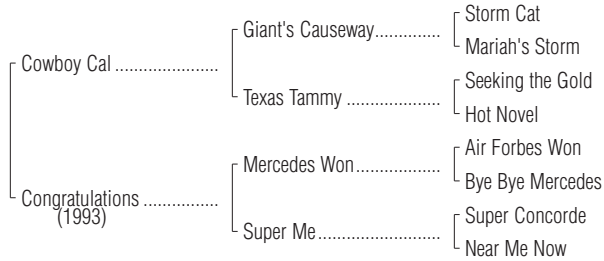 Storm Cat
Giant's Causeway..............
Mariah's Storm
Cowboy Cal ......................
Seeking the Gold
Texas Tammy ....................
Hot Novel
Air Forbes Won
Mercedes Won..................
Bye Bye Mercedes
Congratulations ................
(1993)
Super Concorde
Super Me..........................
Near Me Now